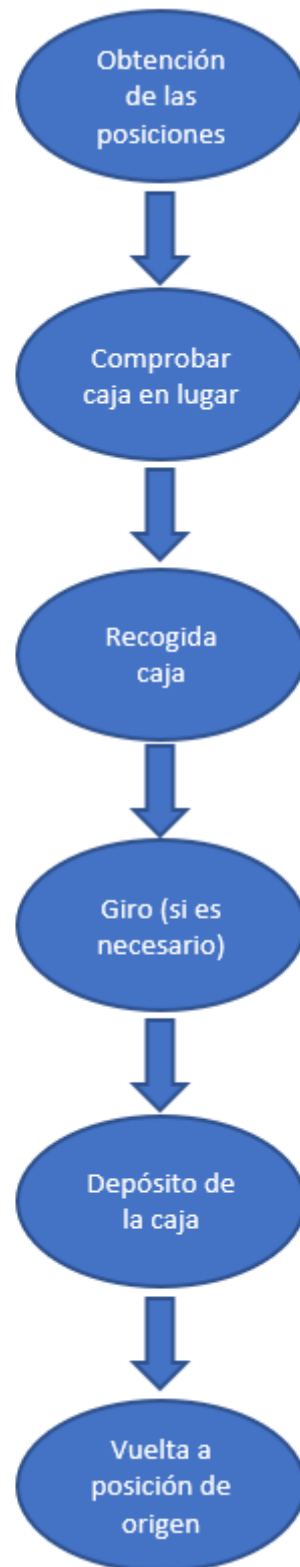 Obtención
de las
posiciones
Comprobar
caja en lugar
Recogida
caja
Giro (si es
necesario)
Depósito de
la caja
Vuelta a
posición de
origen